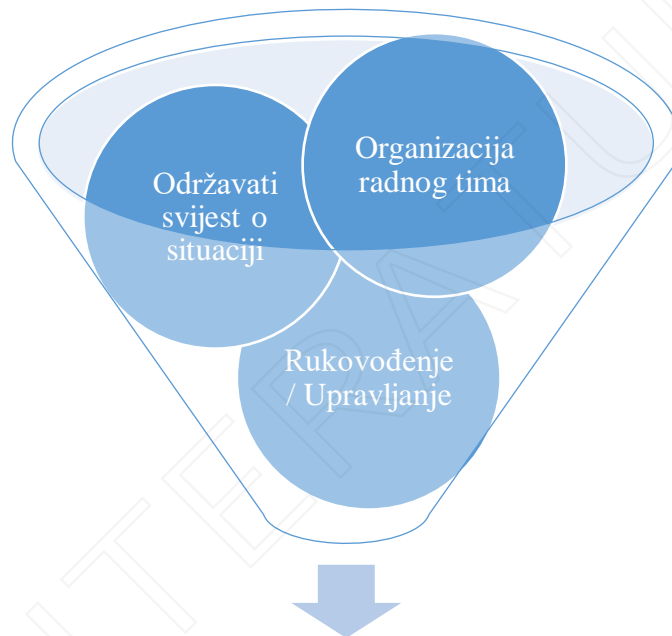 Održavati
svijest o
situaciji
Organizacija
radnog tima
Rukovođenje
/ Upravljanje